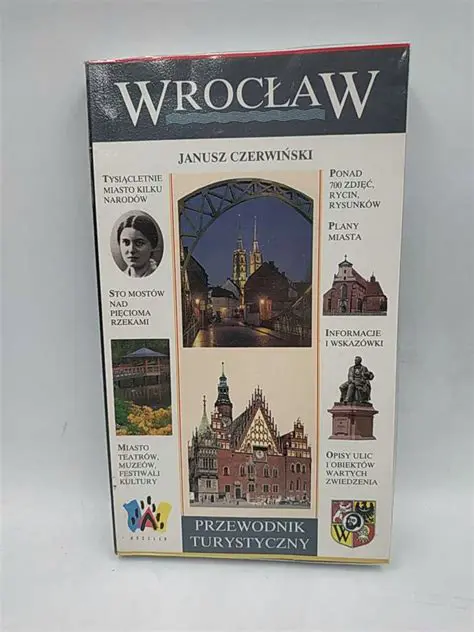 WROCŁAW
JANUSZ CZERWIŃSKI
TYSIĄCLETNIE
MIASTO KILKU
NARODÓW
STO MOSTÓW
NAD
PIĘCIOMA
RZEKAMI
MIASTO
TEATRÓW,
MUZEÓW,
FESTIWALI
KULTURY
PONAD
700 ZDJĘĆ,
RYCIN,
RYSUNKÓW
PLANY
MIASTA
INFORMACJE
I WSKAZÓWKI
OPISY ULIC
I OBIEKTÓW
WARTYCH
ZWIEDZENIA
PRZEWODNIK
TURYSTYCZNY